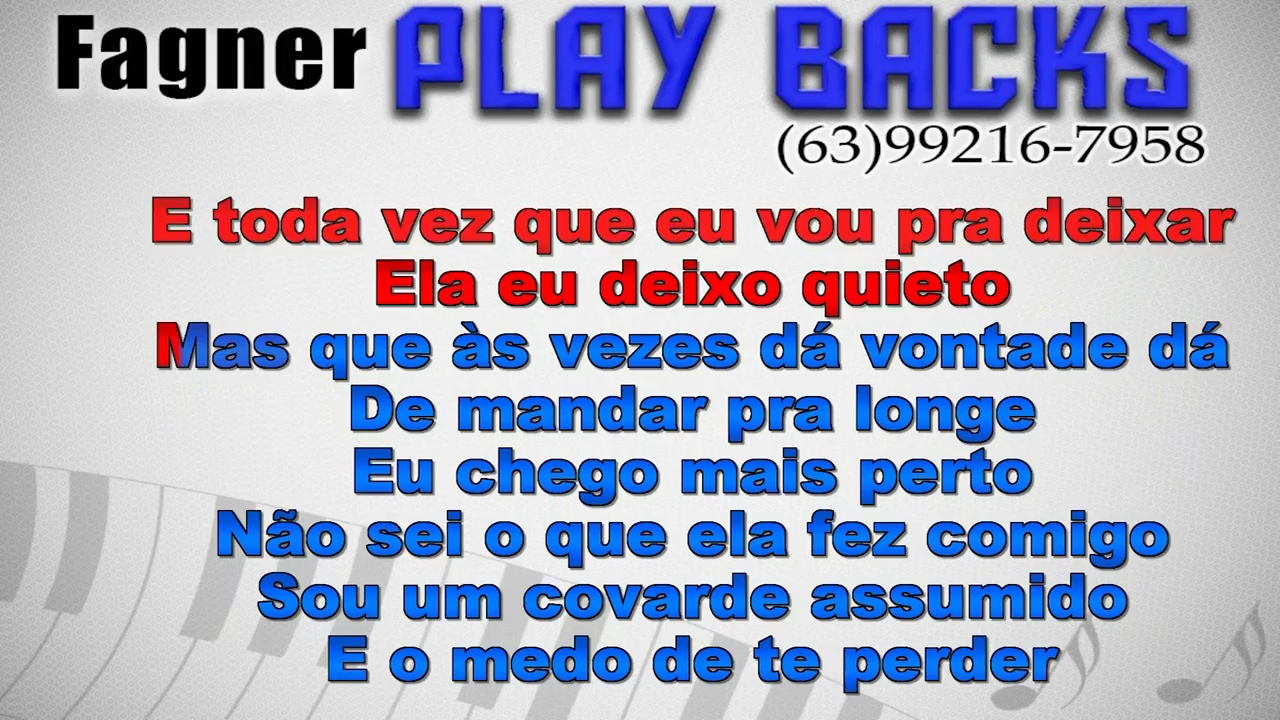 Fagner PLAY BACKS
(63)99216-7958
E toda vez que eu vou pra deixar
Ela eu deixo quieto
Mas que às vezes dá vontade dá
De mandar pra longe
Eu chego mais perto
Não sei o que ela fez comigo
Sou um covarde assumido
E o medo de te perder